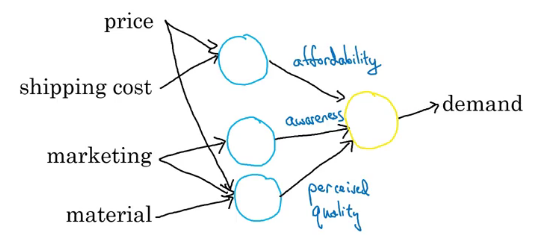 price
shipping cost
marketing
material
affordability
awareness
perceived
quality
demand